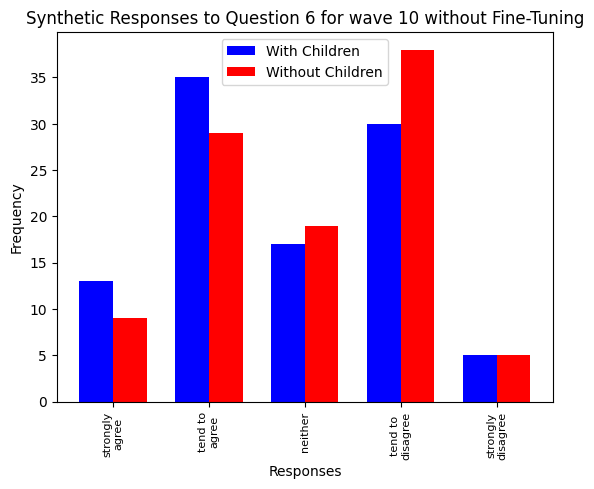 Synthetic Responses to Question 6 for wave 10 without Fine-Tuning
With Children
Without Children
Frequency
35
30
25
20
15
10
5
0
strongly
agree
tend to
agree
neither
tend to
disagree
strongly
disagree
Responses